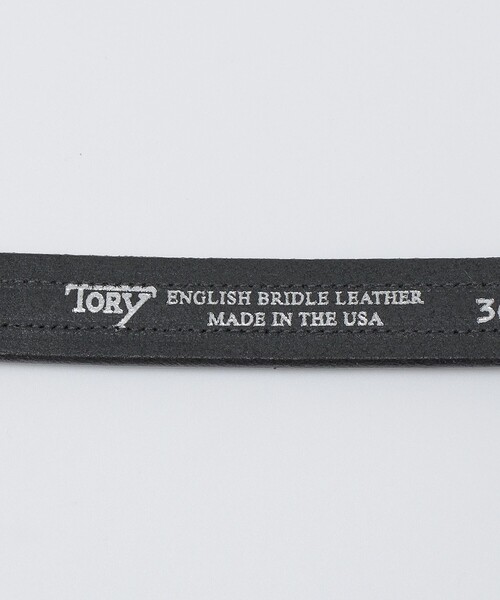 TORY ENGLISH BRIDLE LEATHER
MADE IN THE USA